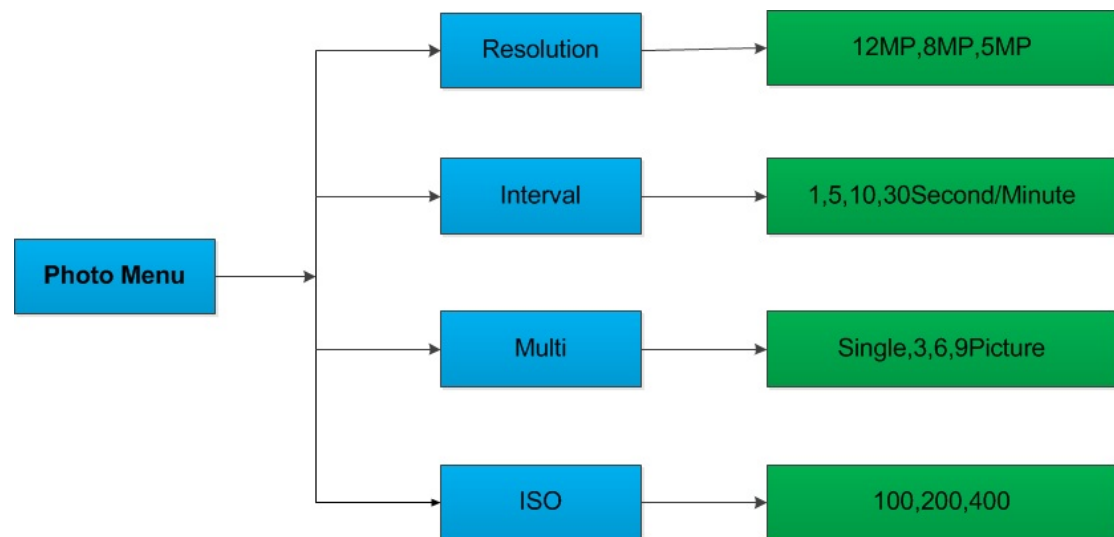 Resolution
12MP,8MP,5MP
Interval
1,5,10,30Second/Minute
Photo Menu
Multi
Single,3,6,9Picture
ISO
100,200,400